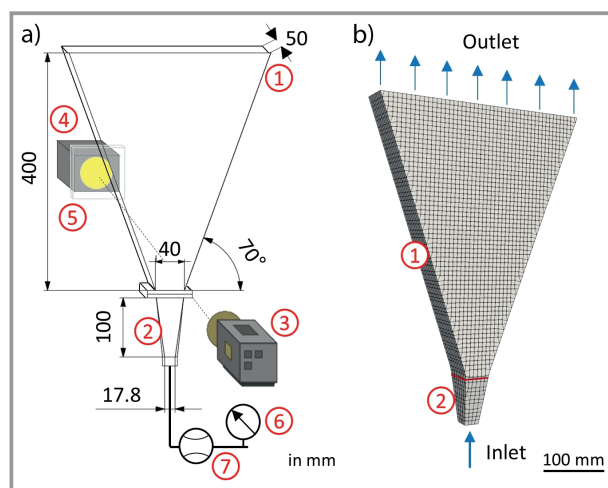 a)
50
①
④
400
⑤
40
70°
100
②
③
17.8
⑥
⑦
in mm
b)
Outlet
①
②
Inlet
100 mm